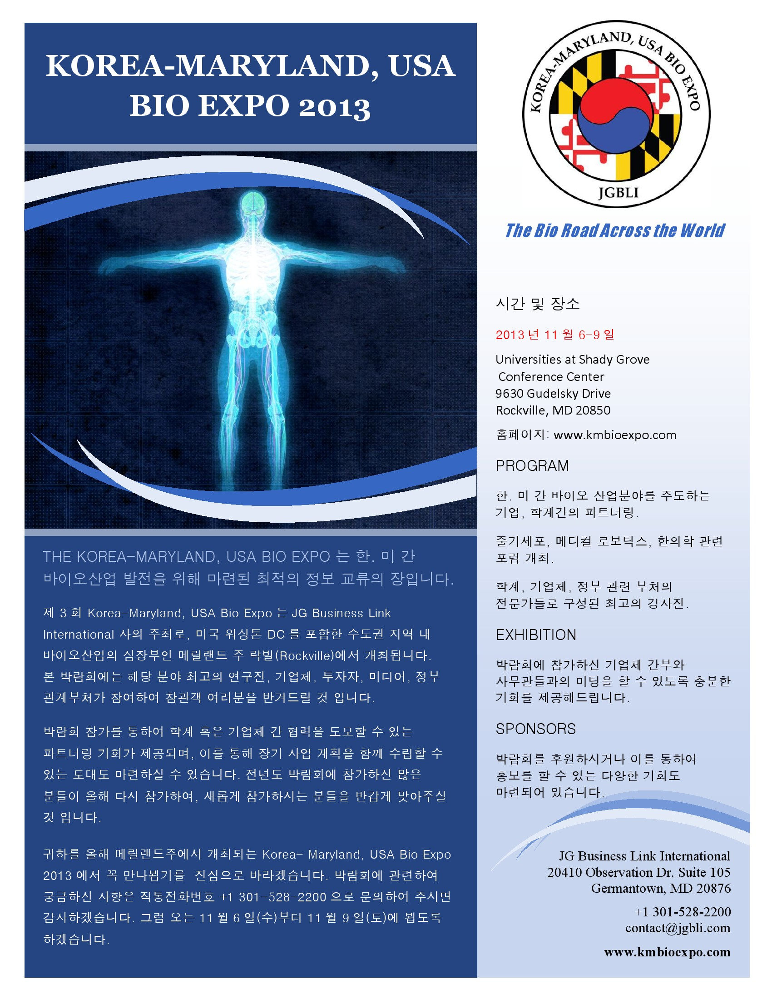 KOREA-MARYLAND, USA
BIO EXPO 2013
KOREA-MARYLAND, USA BIO EXPO
JGBLI
The Bio Road Across the World
THE KOREA-MARYLAND, USA BIO EXPO 는 한. 미 간
바이오산업 발전을 위해 마련된 최적의 정보 교류의 장입니다.
제 3 회 Korea-Maryland, USA Bio Expo 는 JG Business Link
International 사의 주최로, 미국 워싱톤 DC 를 포함한 수도권 지역 내
바이오산업의 심장부인 메릴랜드 주 락빌(Rockville)에서 개최됩니다.
본 박람회에는 해당 분야 최고의 연구진, 기업체, 투자자, 미디어, 정부
관계부처가 참여하여 참관객 여러분을 반겨드릴 것 입니다.
박람회 참가를 통하여 학계 혹은 기업체 간 협력을 도모할 수 있는
파트너링 기회가 제공되며, 이를 통해 장기 사업 계획을 함께 수립할 수
있는 토대도 마련하실 수 있습니다. 전년도 박람회에 참가하신 많은
분들이 올해 다시 참가하여, 새롭게 참가하시는 분들을 반갑게 맞아주실
것 입니다.
귀하를 올해 메릴랜드주에서 개최되는 Korea- Maryland, USA Bio Expo
2013 에서 꼭 만나뵙기를 진심으로 바라겠습니다. 박람회에 관련하여
궁금하신 사항은 직통전화번호 +1 301-528-2200 으로 문의하여 주시면
감사하겠습니다. 그럼 오는 11 월 6 일(수)부터 11 월 9 일(토)에 뵙도록
하겠습니다.
시간 및 장소
2013 년 11 월 6-9 일
Universities at Shady Grove
Conference Center
9630 Gudelsky Drive
Rockville, MD 20850
홈페이지: www.kmbioexpo.com
PROGRAM
한. 미 간 바이오 산업분야를 주도하는
기업, 학계간의 파트너링.
줄기세포, 메디컬 로보틱스, 한의학 관련
포럼 개최.
학계, 기업체, 정부 관련 부처의
전문가들로 구성된 최고의 강사진.
EXHIBITION
박람회에 참가하신 기업체 간부와
사무관들과의 미팅을 할 수 있도록 충분한
기회를 제공해드립니다.
SPONSORS
박람회를 후원하시거나 이를 통하여
홍보를 할 수 있는 다양한 기회도
마련되어 있습니다.
JG Business Link International
20410 Observation Dr. Suite 105
Germantown, MD 20876
+1 301-528-2200
contact@jgbli.com
www.kmbioexpo.com